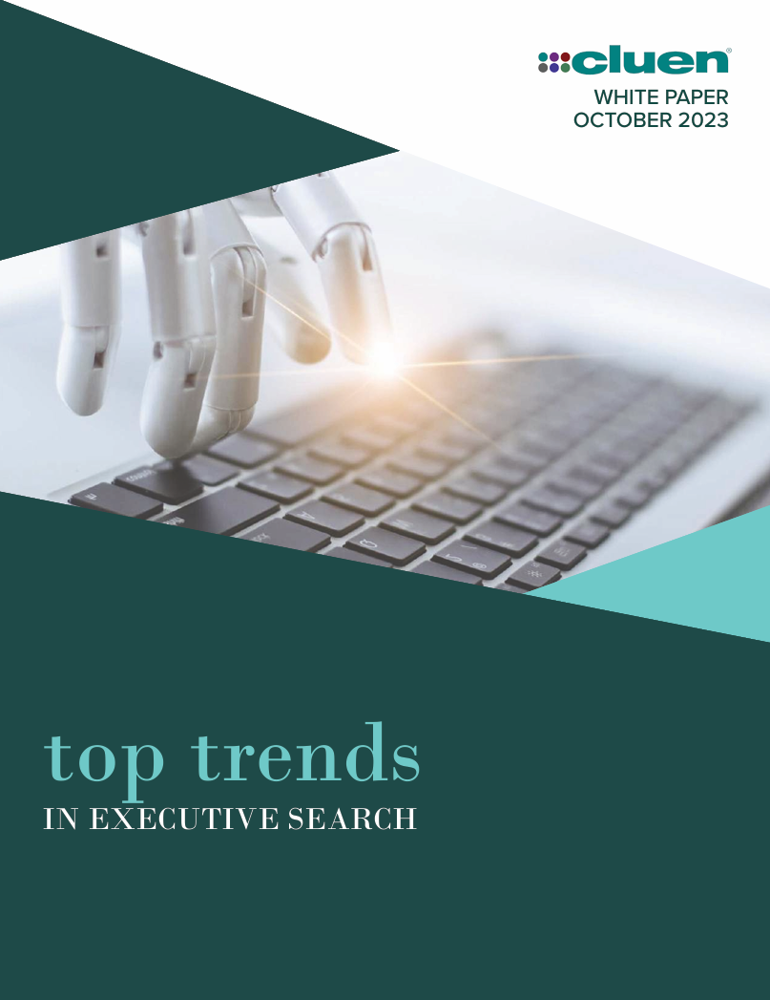 cluen®
WHITE PAPER
OCTOBER 2023
top trends
IN EXECUTIVE SEARCH